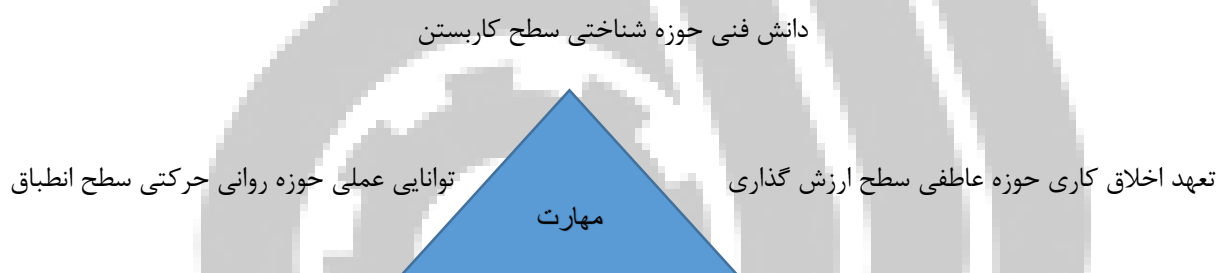 دانش فنی حوزه شناختی سطح کاربستن
تعهد اخلاق کاری حوزه عاطفی سطح ارزش گذاری
توانایی عملی حوزه روانی حرکتی سطح انطباق
مهارت